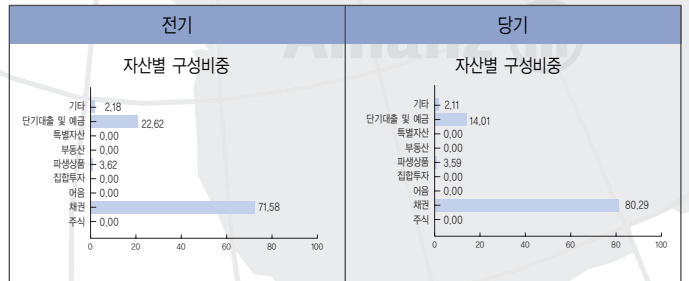 전기
당기
Allianz
자산별 구성비중
기타 2.18
단기대출 및 예금 22.62
특별자산 0.00
부동산 0.00
파생상품 3.62
집합투자 0.00
어음 0.00
채권 71.58
주식 0.00
0 20 40 60 80 100
자산별 구성비중
기타 2.11
단기대출 및 예금 14.01
특별자산 0.00
부동산 0.00
파생상품 3.59
집합투자 0.00
어음 0.00
채권 80.29
주식 0.00
0 20 40 60 80 100